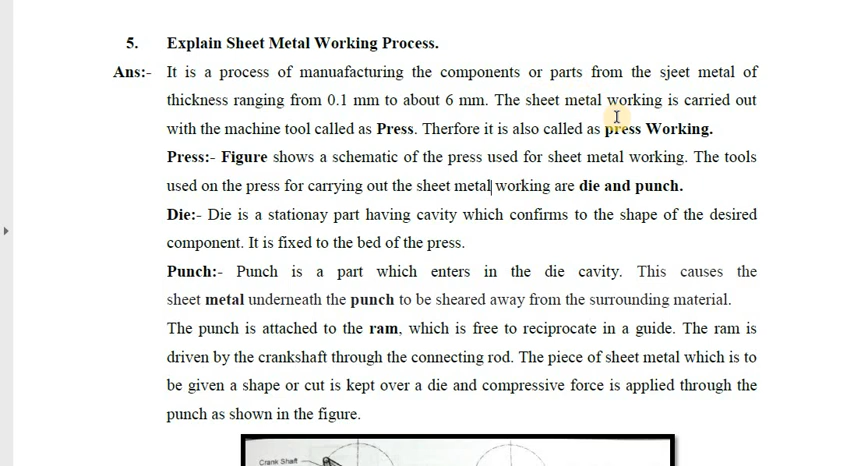 5. Explain Sheet Metal Working Process.
Ans:- It is a process of manuafacturing the components or parts from the sjeet metal of
thickness ranging from 0.1 mm to about 6 mm. The sheet metal working is carried out
with the machine tool called as Press. Therfore it is also called as press Working.
Press:- Figure shows a schematic of the press used for sheet metal working. The tools
used on the press for carrying out the sheet metal working are die and punch.
Die:- Die is a stationay part having cavity which confirms to the shape of the desired
component. It is fixed to the bed of the press.
Punch:- Punch is a part which enters in the die cavity. This causes the
sheet metal underneath the punch to be sheared away from the surrounding material.
The punch is attached to the ram, which is free to reciprocate in a guide. The ram is
driven by the crankshaft through the connecting rod. The piece of sheet metal which is to
be given a shape or cut is kept over a die and compressive force is applied through the
punch as shown in the figure.
Crank Shaft